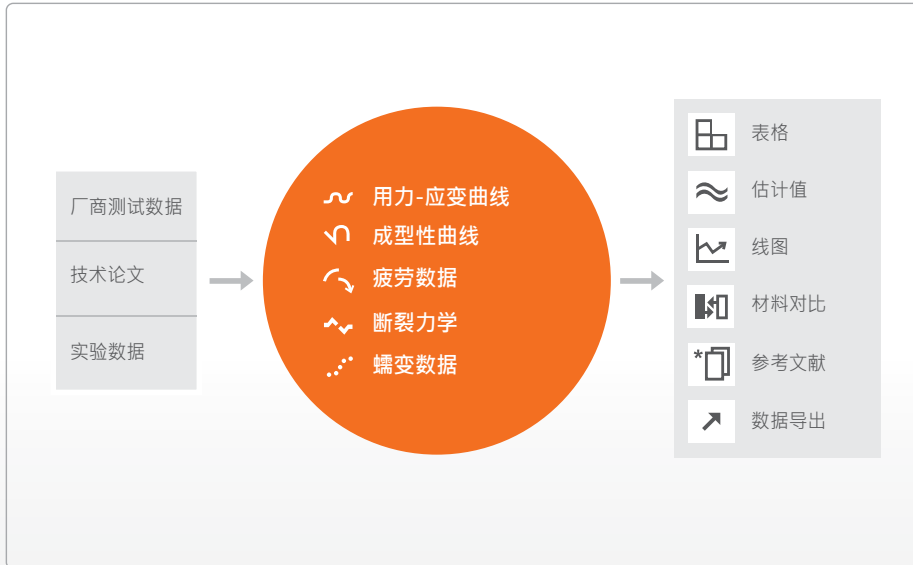 厂商测试数据
技术论文
实验数据
用力-应变曲线
成型性曲线
疲劳数据
断裂力学
蠕变数据
表格
估计值
线图
材料对比
参考文献
数据导出